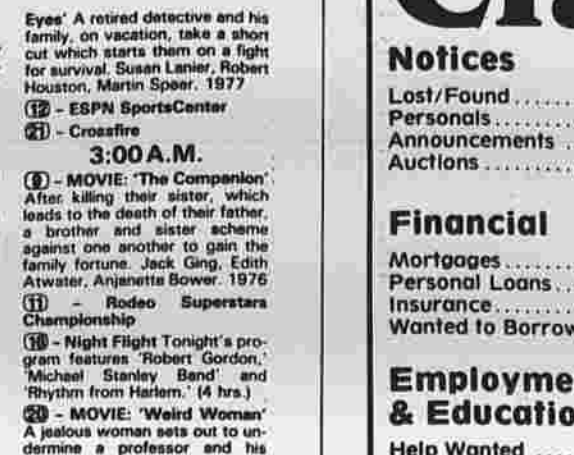 Eyes' A retired detective and his
family, on vacation, take a short
cut which starts them on a fight
for survival. Susan Lanier, Robert
Houston, Martin Speer. 1977
(12) - ESPN SportsCenter
(21) - Crossfire
3:00 A.M.
(9) - MOVIE: 'The Companion'
After killing their sister, which
leads to the death of their father,
a brother and sister scheme
against one another to gain the
family fortune. Jack Ging, Edith
Atwater, Anjanette Bower. 1976
(11) - Rodeo Superstars
Championship
(16) - Night Flight Tonight's pro-
gram features 'Robert Gordon,'
'Michael Stanley Band' and
'Rhythm from Harlem.' (4 hrs.)
(20) - MOVIE: 'Weird Woman'
A jealous woman sets out to un-
dermine a professor and his
Notices
Lost/Found ........
Personals ........
Announcements ..
Auctions ........
Financial
Mortgages .......
Personal Loans ..
Insurance ........
Wanted to Borrow
Employme
& Educatio
Help Wanted ....